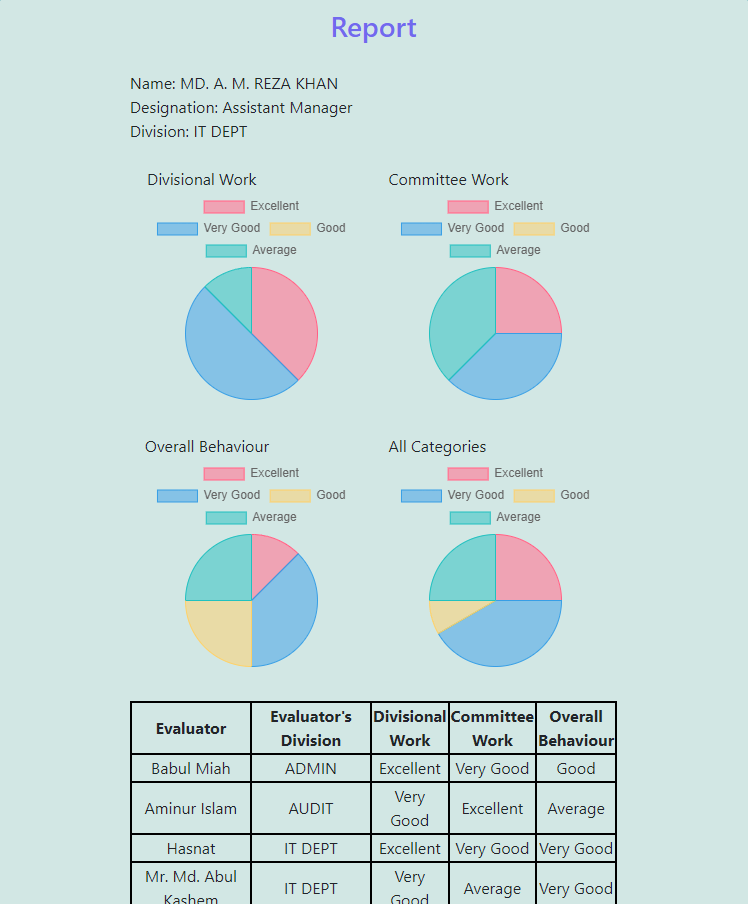 Report
Name: MD. A. M. REZA KHAN
Designation: Assistant Manager
Division: IT DEPT
Divisional Work
Excellent
Very Good Good
Average
Committee Work
Excellent
Very Good Good
Average
Overall Behaviour
Excellent
Very Good Good
Average
All Categories
Excellent
Very Good Good
Average
Evaluator Evaluator's Division Divisional Work Committee Work Overall Behaviour
Babul Miah ADMIN Excellent Very Good Good
Aminur Islam AUDIT Very Good Excellent Average
Hasnat IT DEPT Excellent Very Good Very Good
Mr. Md. Abul Kashem IT DEPT Very Good Average Very Good